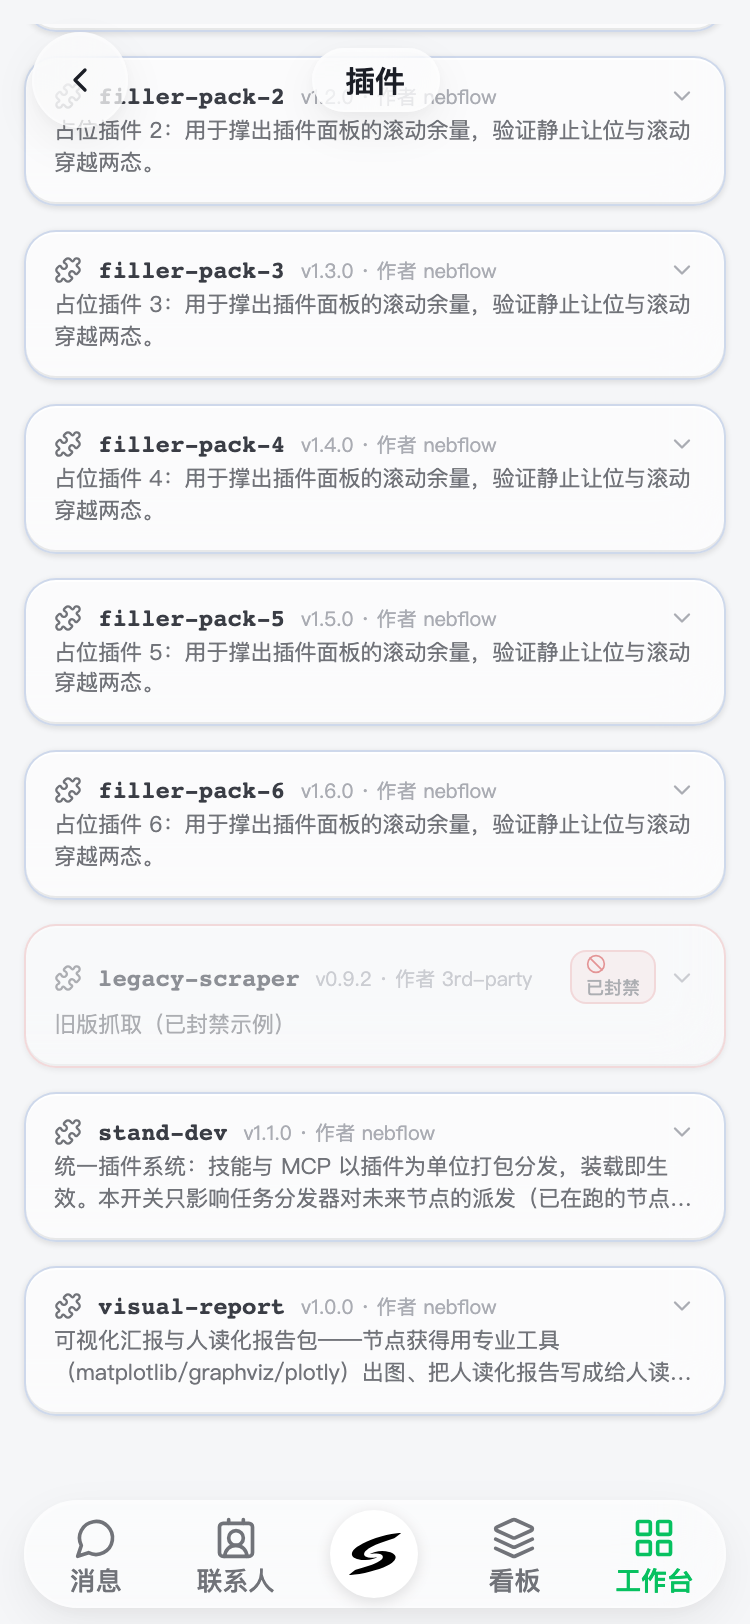 插件
filler-pack-2 v1.2.0 · 作者 nebflow
占位插件 2：用于撑出插件面板的滚动余量，验证静止让位与滚动
穿越两态。
filler-pack-3 v1.3.0 · 作者 nebflow
占位插件 3：用于撑出插件面板的滚动余量，验证静止让位与滚动
穿越两态。
filler-pack-4 v1.4.0 · 作者 nebflow
占位插件 4：用于撑出插件面板的滚动余量，验证静止让位与滚动
穿越两态。
filler-pack-5 v1.5.0 · 作者 nebflow
占位插件 5：用于撑出插件面板的滚动余量，验证静止让位与滚动
穿越两态。
filler-pack-6 v1.6.0 · 作者 nebflow
占位插件 6：用于撑出插件面板的滚动余量，验证静止让位与滚动
穿越两态。
legacy-scraper v0.9.2 · 作者 3rd-party
已封禁
旧版抓取（已封禁示例）
stand-dev v1.1.0 · 作者 nebflow
统一插件系统：技能与 MCP 以插件为单位打包分发，装载即生
效。本开关只影响任务分发器对未来节点的派发（已在跑的节点…
visual-report v1.0.0 · 作者 nebflow
可视化汇报与人读化报告包——节点获得用专业工具
（matplotlib/graphviz/plotly）出图、把人读化报告写成给人读…
消息
联系人
看板
工作台